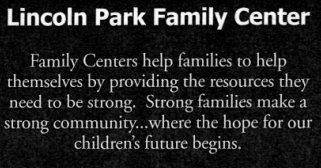 Lincoln Park Family Center
Family Centers help families to help
themselves by providing the resources they
need to be strong.  Strong families make a
strong community...where the hope for our
children's future begins.